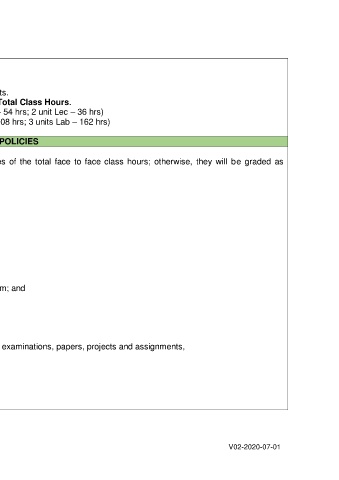 ts.
Total Class Hours.
– 54 hrs; 2 unit Lec – 36 hrs)
08 hrs; 3 units Lab – 162 hrs)
POLICIES
es of the total face to face class hours; otherwise, they will be graded as
m; and
examinations, papers, projects and assignments,
V02-2020-07-01